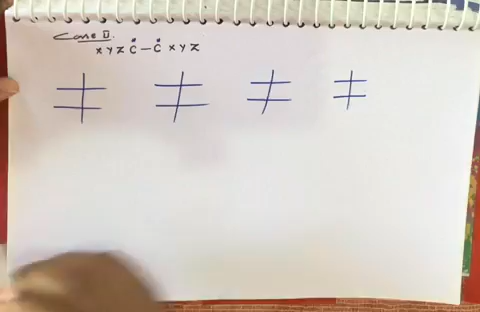 Case II.
x y z Ċ – Ċ x y z